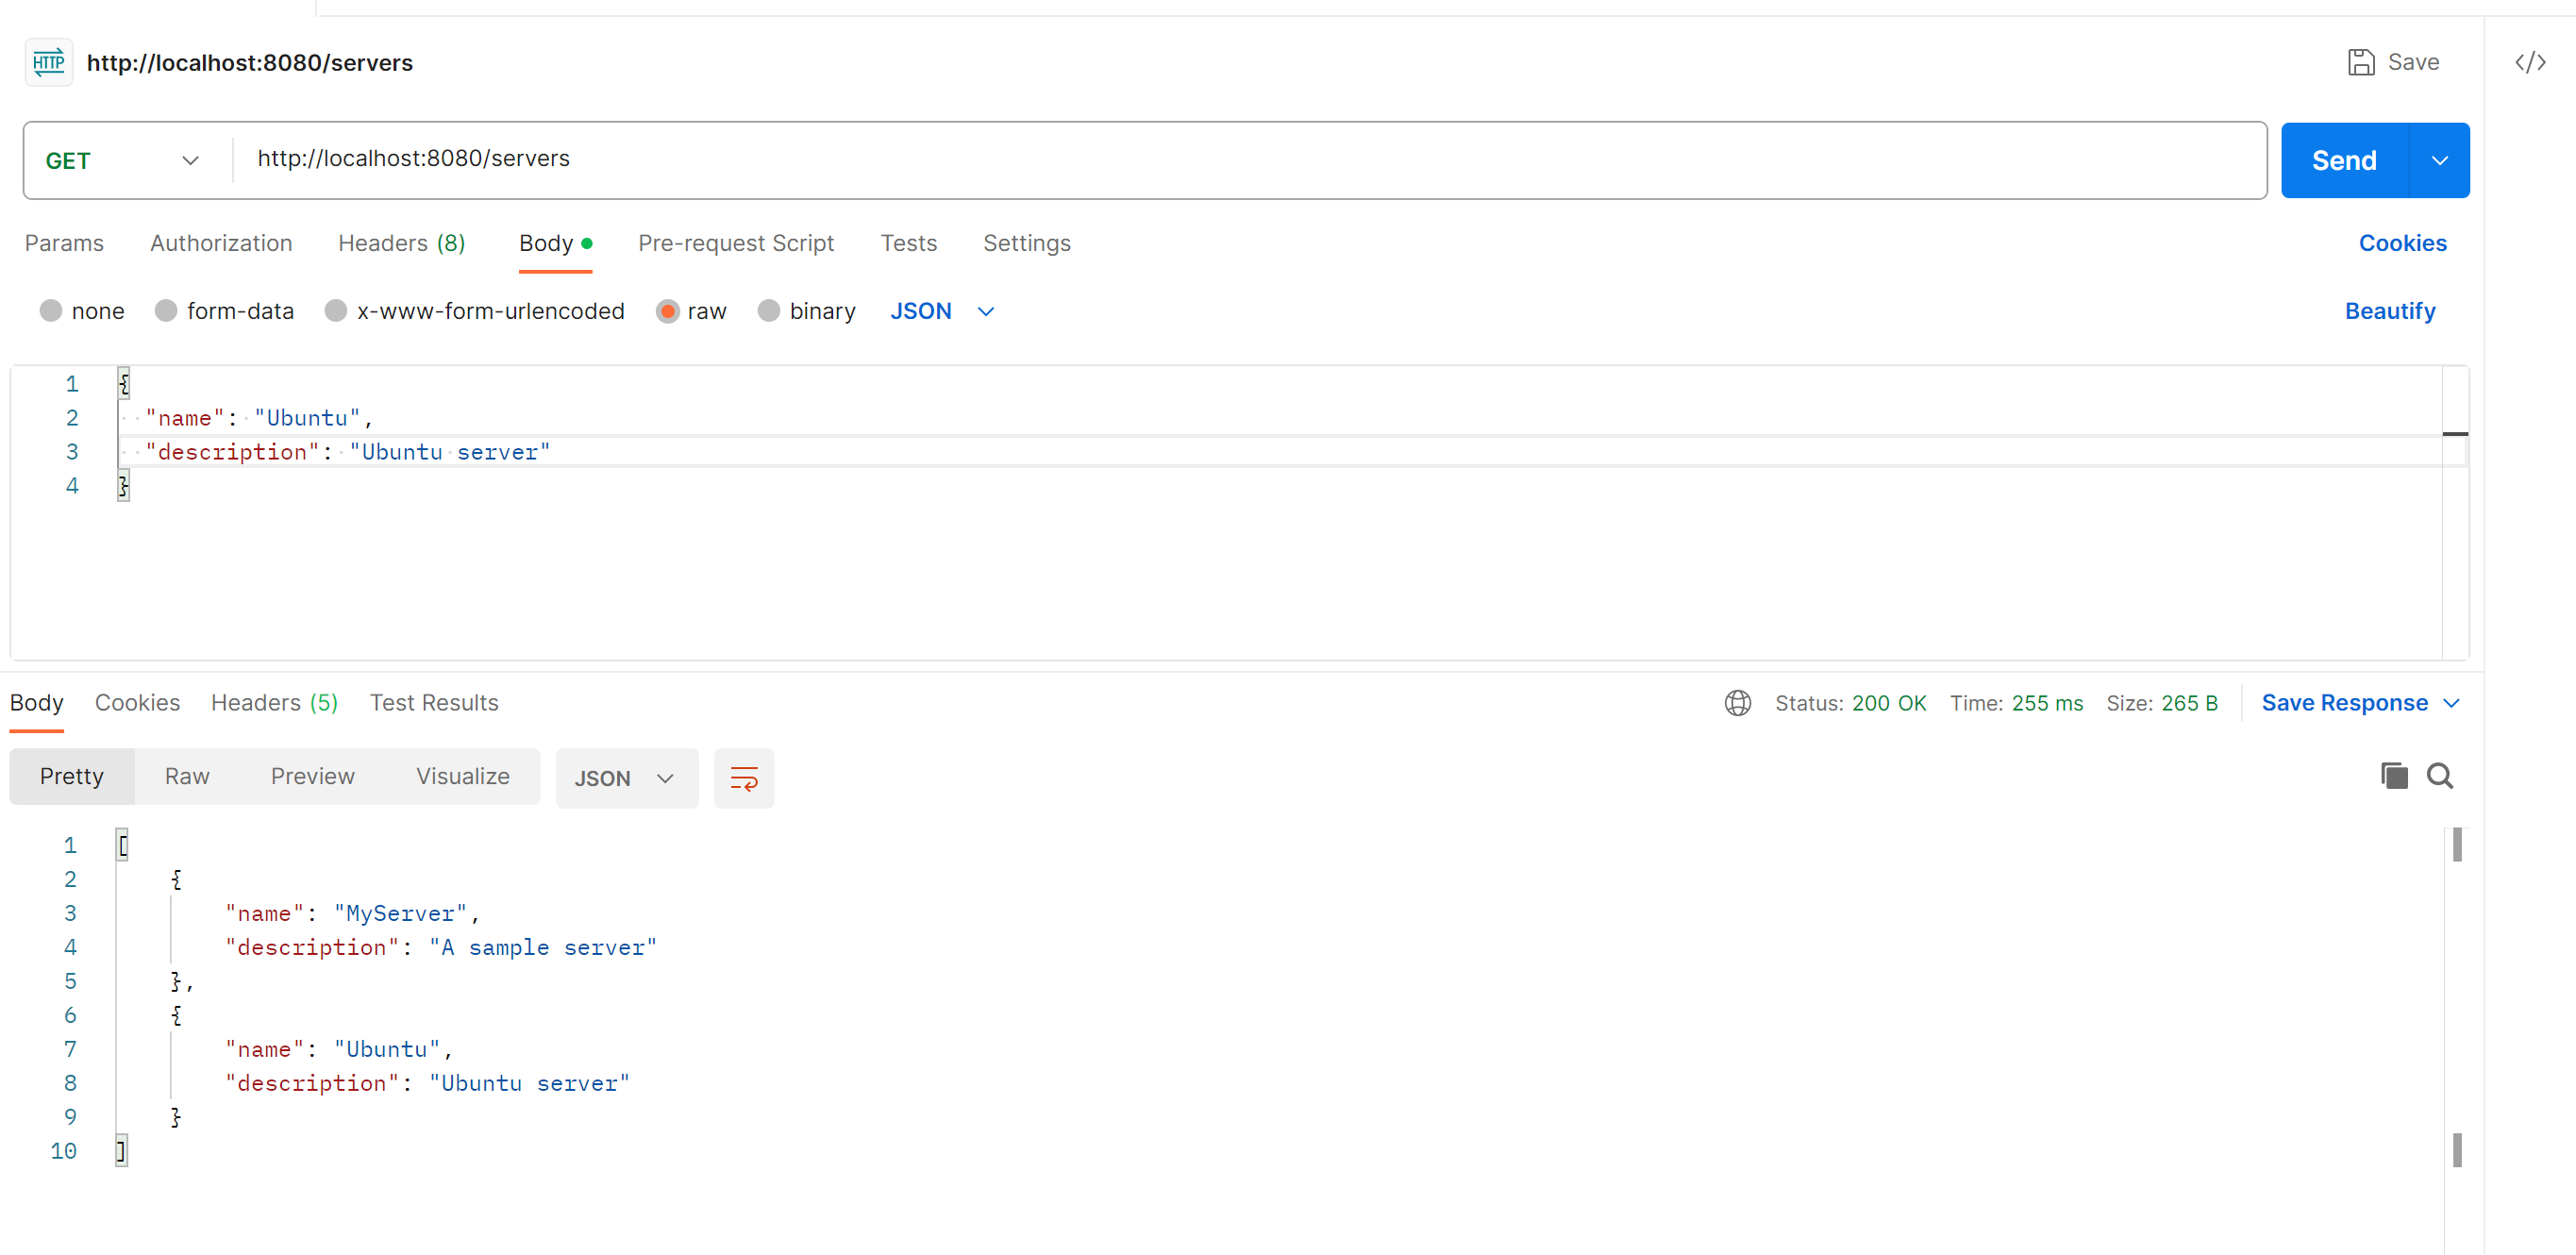 HTTP http://localhost:8080/servers Save </>
GET http://localhost:8080/servers Send
Params Authorization Headers (8) Body Pre-request Script Tests Settings Cookies
none form-data x-www-form-urlencoded raw binary JSON Beautify
1 {
2 "name": "Ubuntu",
3 "description": "Ubuntu server"
4 }
Body Cookies Headers (5) Test Results Status: 200 OK Time: 255 ms Size: 265 B Save Response
Pretty Raw Preview Visualize JSON
1 [
2 {
3 "name": "MyServer",
4 "description": "A sample server"
5 },
6 {
7 "name": "Ubuntu",
8 "description": "Ubuntu server"
9 }
10 ]